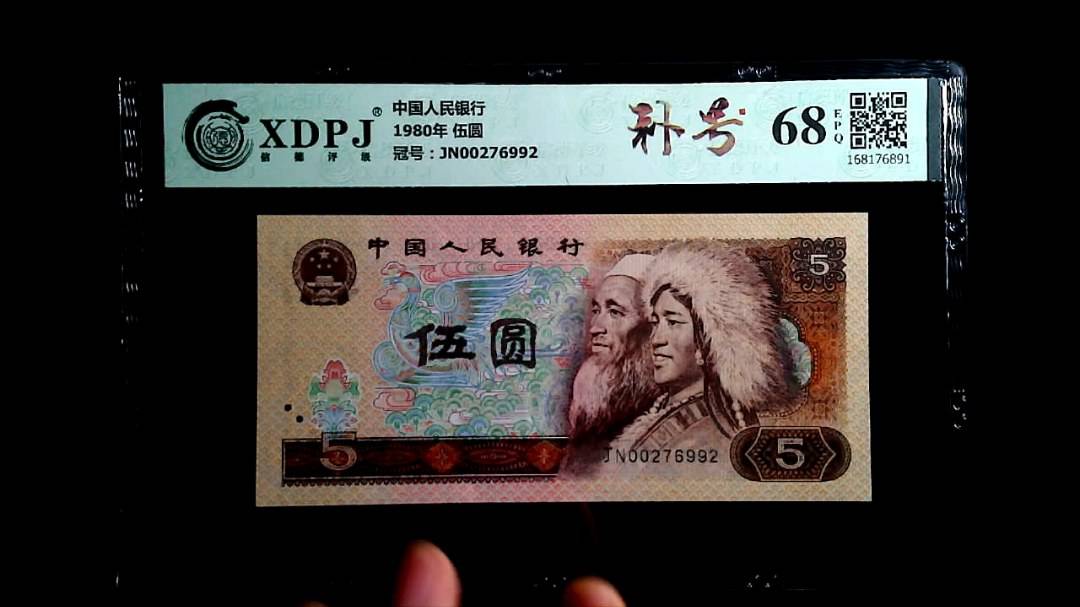 XDPJ®
信德评级
中国人民银行
1980年 伍圆
冠号：JN00276992
补号
68
EPQ
168176891
中国人民银行
5
伍圆
5
JN00276992
5